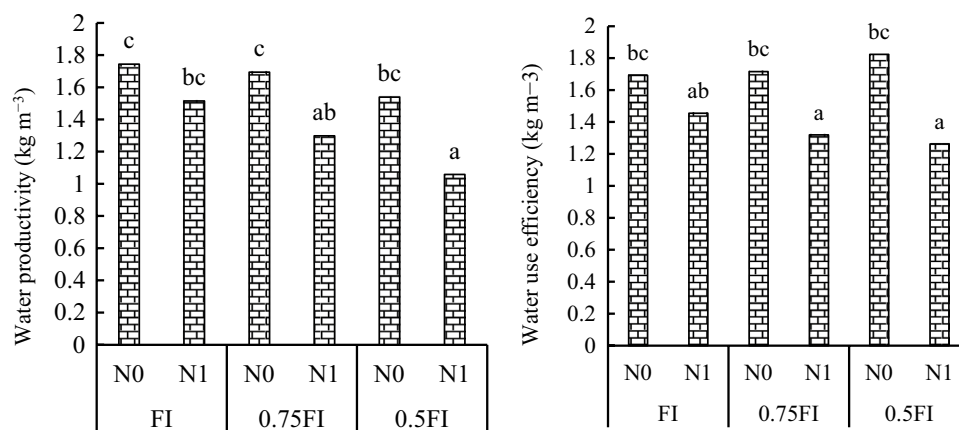 Water productivity (kg m⁻³)
2
1.8
1.6
1.4
1.2
1
0.8
0.6
0.4
0.2
0
c
bc
c
ab
bc
a
N0 N1 N0 N1 N0 N1
FI 0.75FI 0.5FI
Water use efficiency (kg m−3)
2
1.8
1.6
1.4
1.2
1
0.8
0.6
0.4
0.2
0
bc
ab
bc
a
bc
a
N0 N1 N0 N1 N0 N1
FI 0.75FI 0.5FI